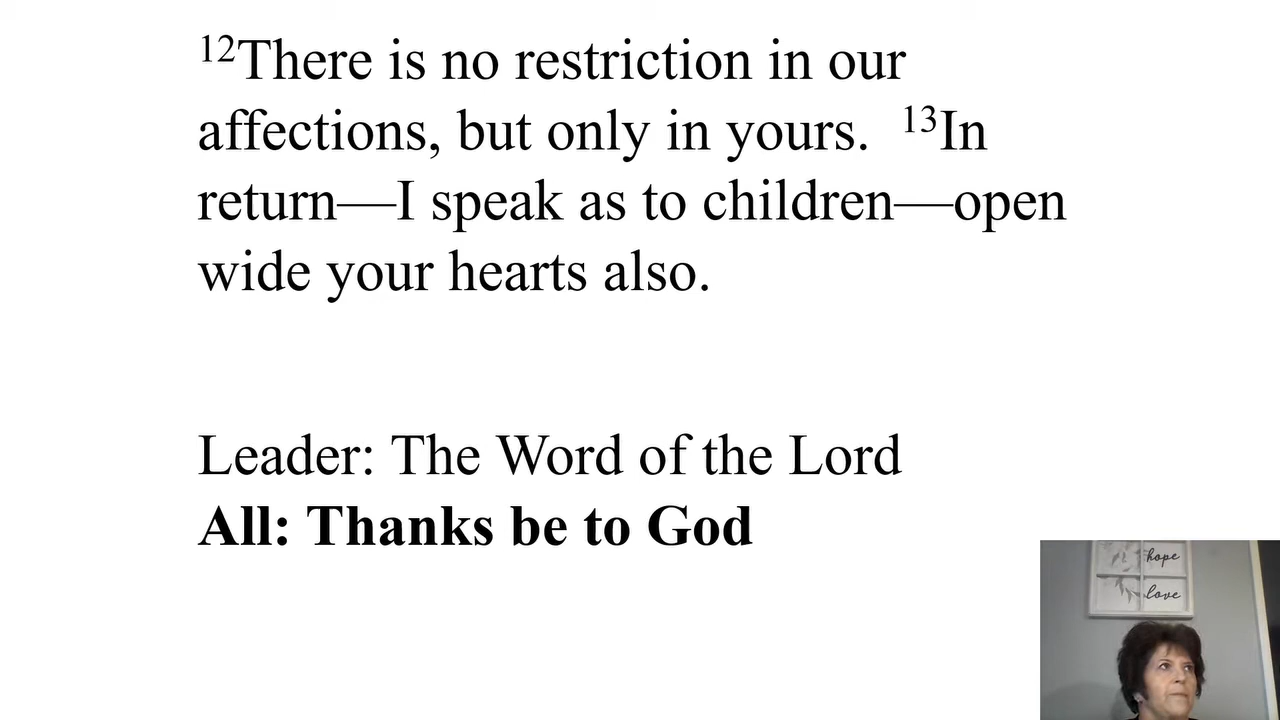 ¹²There is no restriction in our
affections, but only in yours. ¹³In
return—I speak as to children—open
wide your hearts also.
Leader: The Word of the Lord
All: Thanks be to God
hope
love